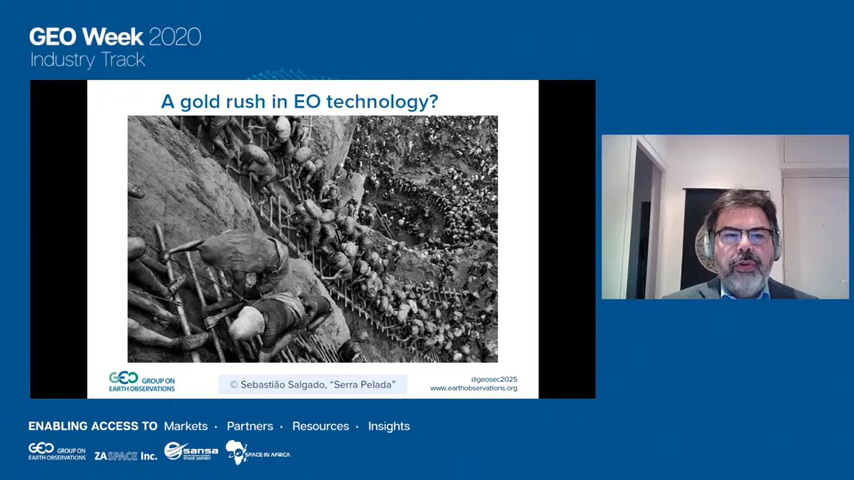 GEO Week 2020
Industry Track
A gold rush in EO technology?
GEO GROUP ON
EARTH OBSERVATIONS
© Sebastião Salgado, “Serra Pelada”
@geosec2025
www.earthobservations.org
ENABLING ACCESS TO Markets · Partners · Resources · Insights
GEO GROUP ON
EARTH OBSERVATIONS
ZASPACE Inc.
sansa
SPACE IN AFRICA